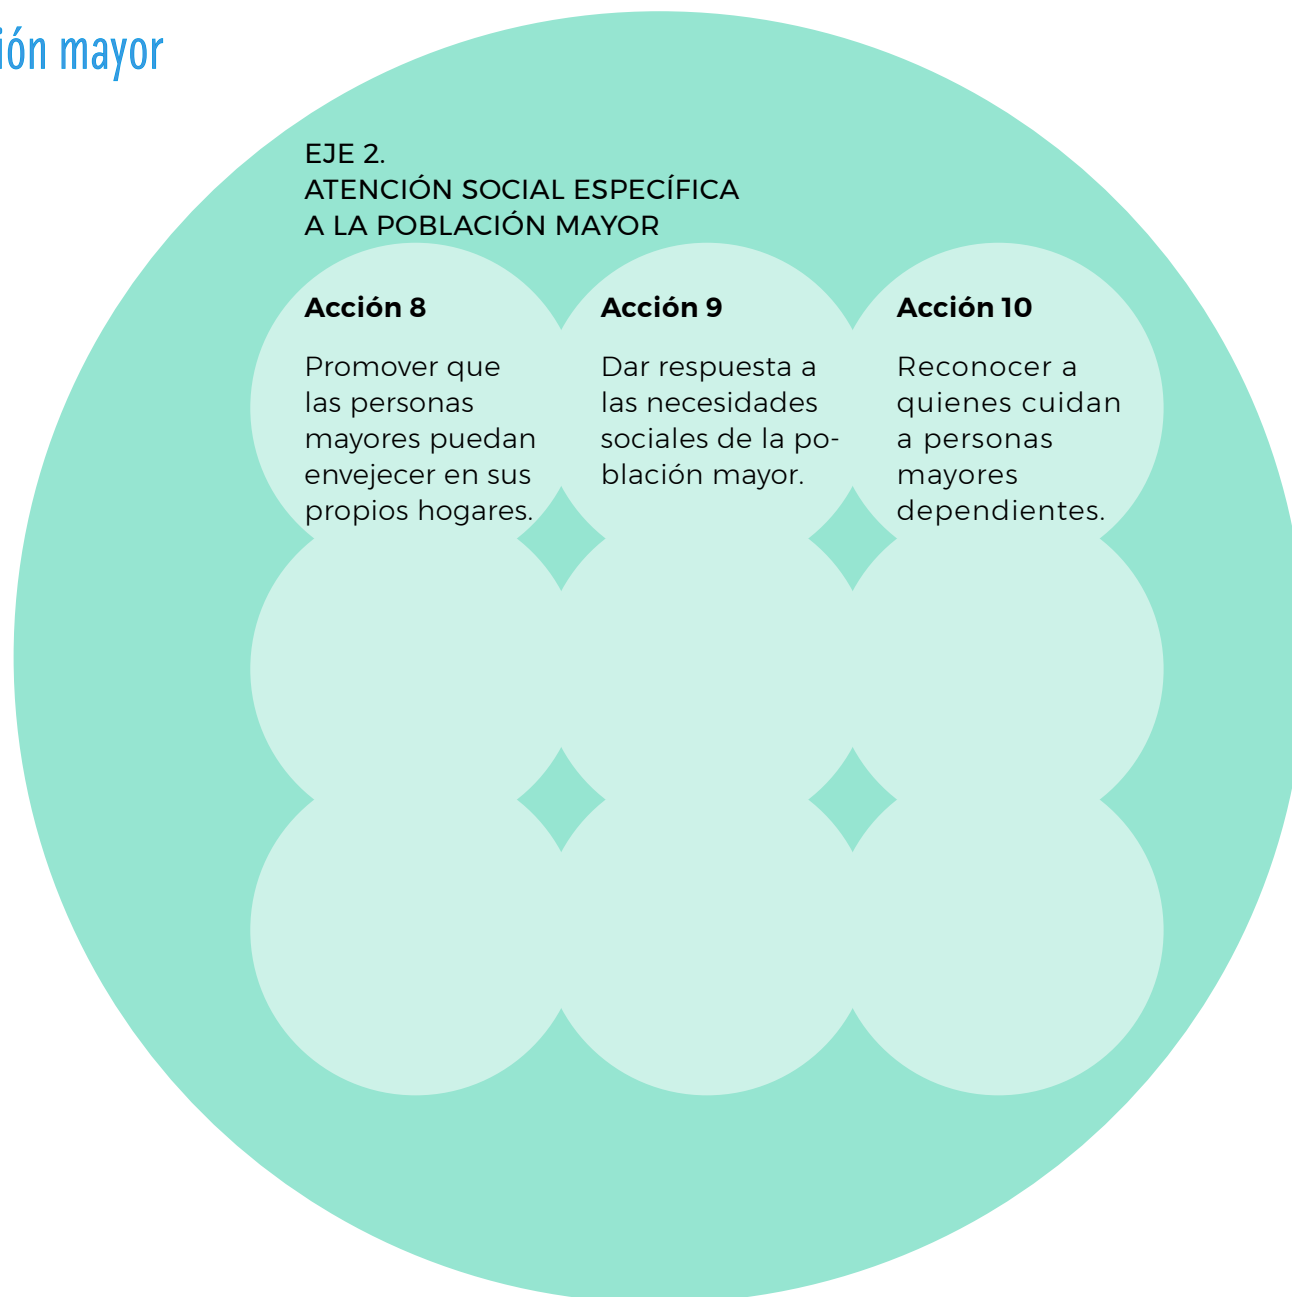 ión mayor
EJE 2.
ATENCIÓN SOCIAL ESPECÍFICA
A LA POBLACIÓN MAYOR
Acción 8
Promover que
las personas
mayores puedan
envejecer en sus
propios hogares.
Acción 9
Dar respuesta a
las necesidades
sociales de la po-
blación mayor.
Acción 10
Reconocer a
quienes cuidan
a personas
mayores
dependientes.